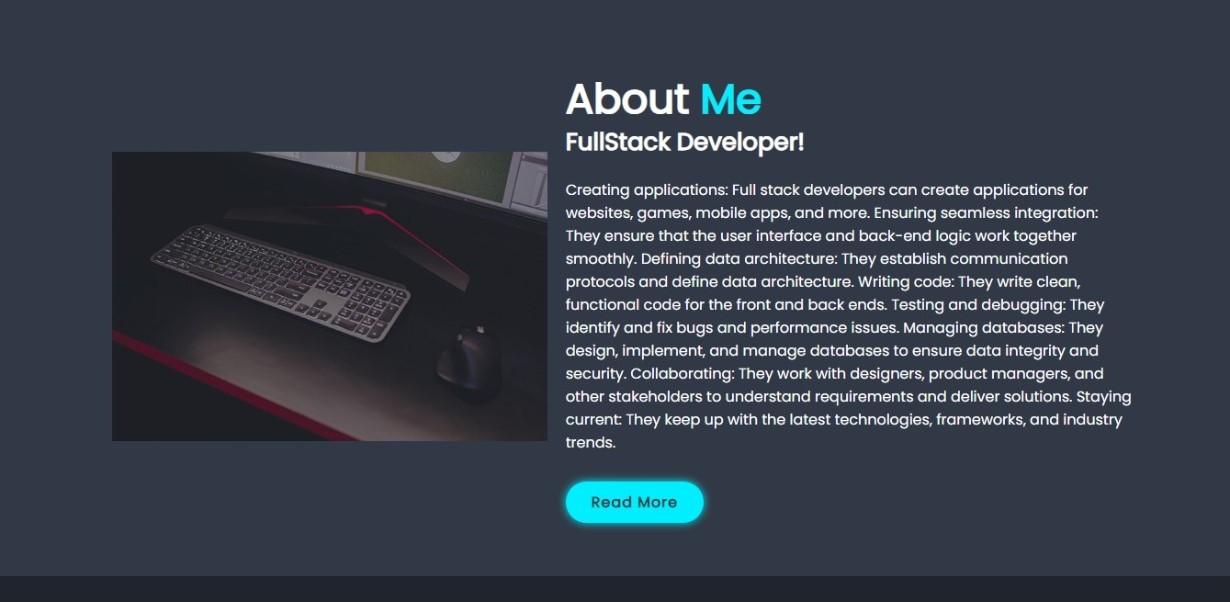 About Me
FullStack Developer!
Creating applications: Full stack developers can create applications for
websites, games, mobile apps, and more. Ensuring seamless integration:
They ensure that the user interface and back-end logic work together
smoothly. Defining data architecture: They establish communication
protocols and define data architecture. Writing code: They write clean,
functional code for the front and back ends. Testing and debugging: They
identify and fix bugs and performance issues. Managing databases: They
design, implement, and manage databases to ensure data integrity and
security. Collaborating: They work with designers, product managers, and
other stakeholders to understand requirements and deliver solutions. Staying
current: They keep up with the latest technologies, frameworks, and industry
trends.
Read More